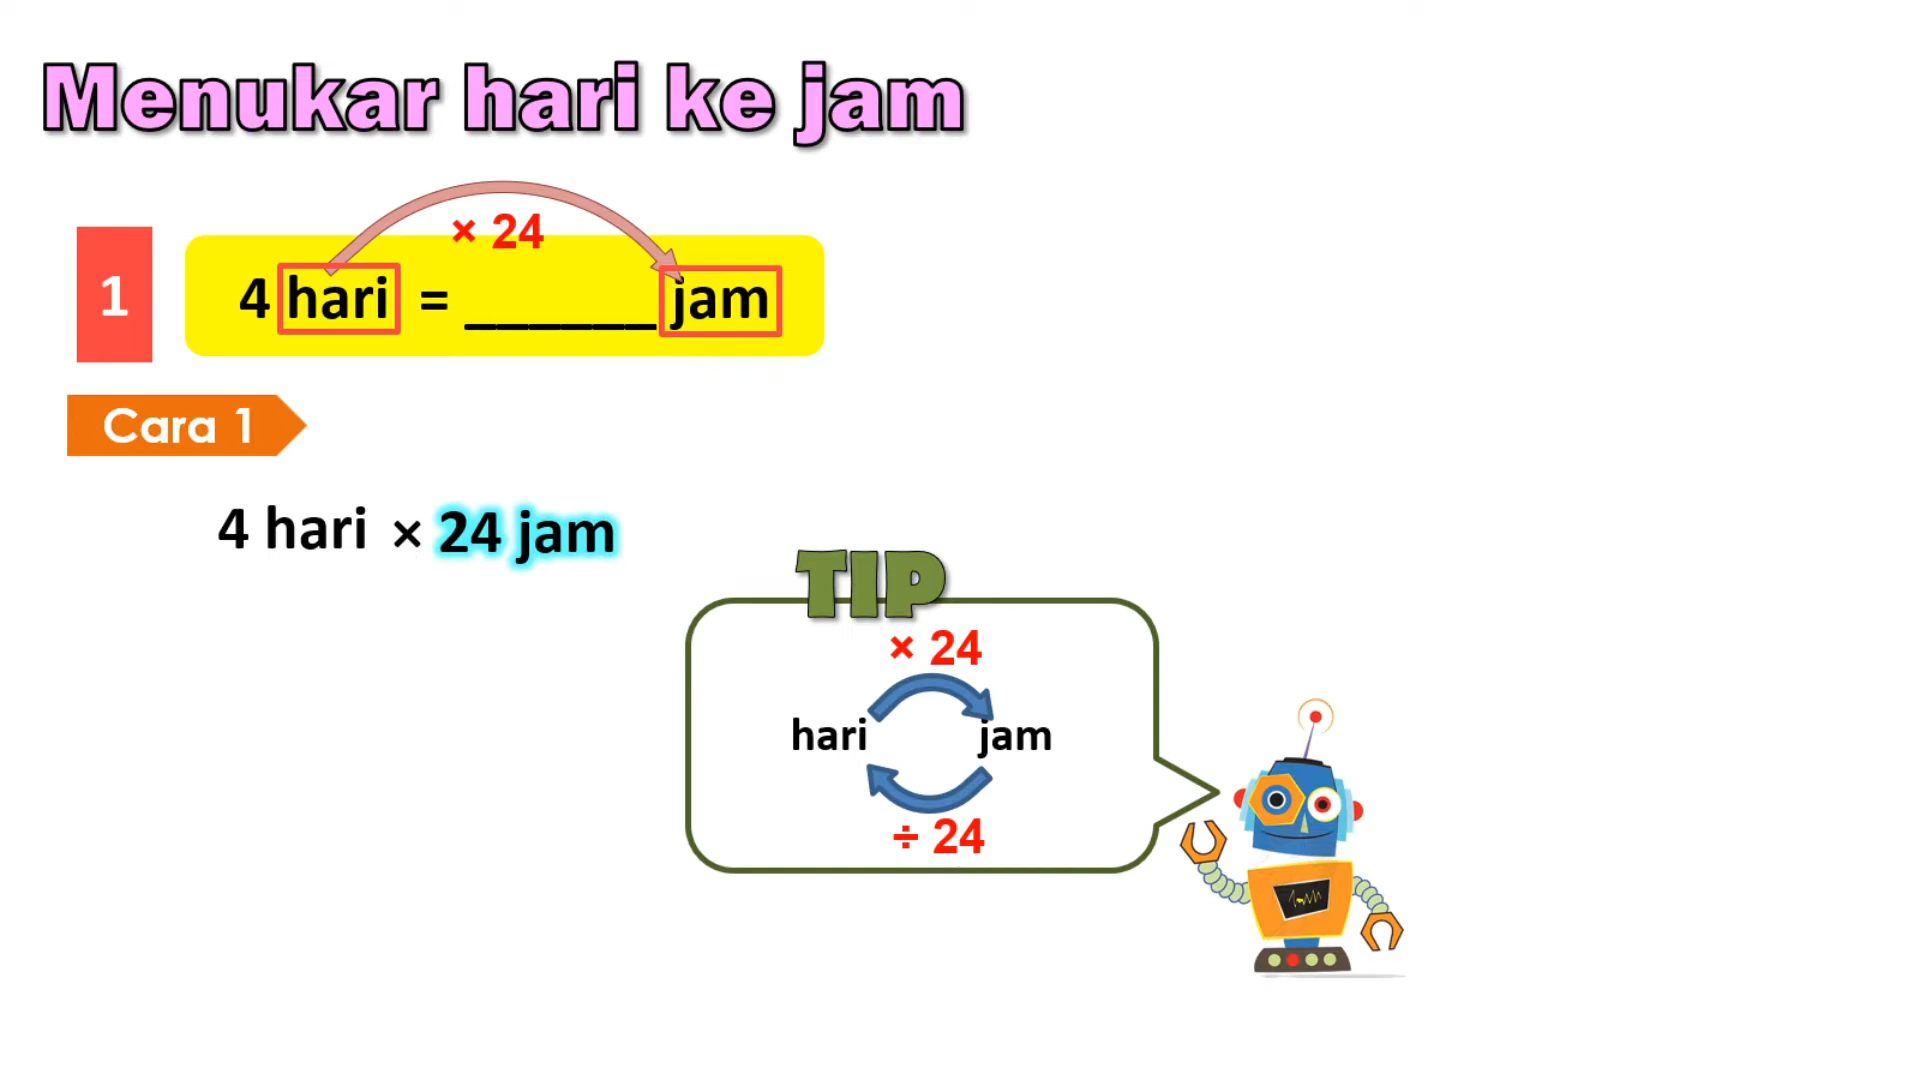 Menukar hari ke jam
× 24
1
4 hari = ______ jam
Cara 1
4 hari × 24 jam
TIP
× 24
hari jam
÷ 24